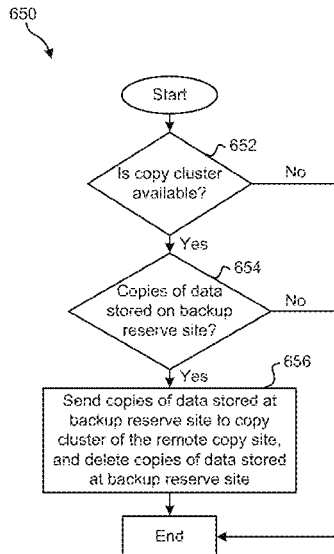 650
Start
652
Is copy cluster
available?
No
Yes
654
Copies of data
stored on backup
reserve site?
No
656
Yes
Send copies of data stored at
backup reserve site to copy
cluster of the remote copy site,
and delete copies of data stored
at backup reserve site
End